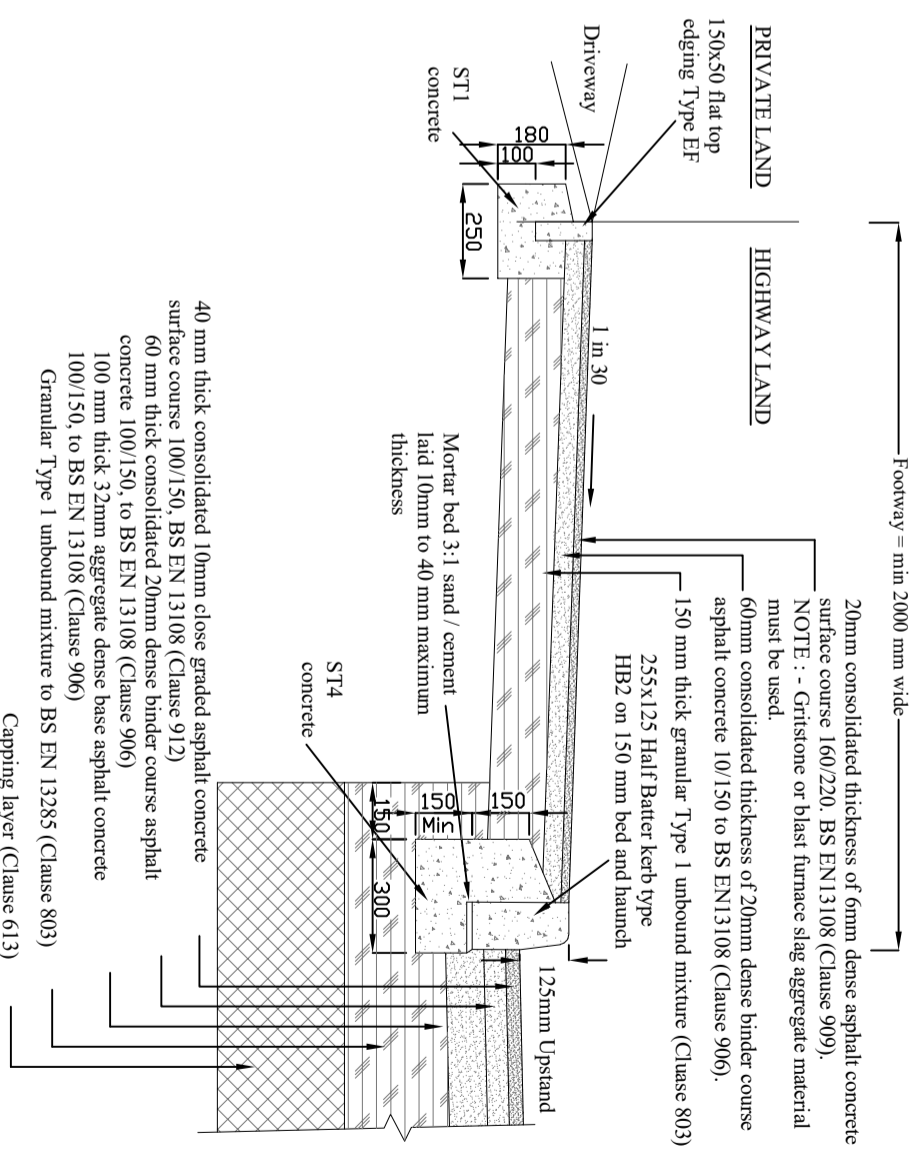 Footway = min 2000 mm wide
PRIVATE LAND
HIGHWAY LAND
150x50 flat top
edging Type EF
Driveway
ST1
concrete
180
100
250
1 in 30
20mm consolidated thickness of 6mm dense asphalt concrete
surface course 160/220. BS EN13108 (Clause 909).
NOTE : - Gritstone or blast furnace slag aggregate material
must be used.
60mm consolidated thickness of 20mm dense binder course
asphalt concrete 10/150 to BS EN13108 (Clause 906).
150 mm thick granular Type 1 unbound mixture (Cluase 803)
255x125 Half Batter kerb type
HB2 on 150 mm bed and haunch
125mm Upstand
Mortar bed 3:1 sand / cement
laid 10mm to 40 mm maximum
thickness
150
150
Min
150
300
ST4
concrete
40 mm thick consolidated 10mm close graded asphalt concrete
surface course 100/150, BS EN 13108 (Clause 912)
60 mm thick consolidated 20mm dense binder course asphalt
concrete 100/150, to BS EN 13108 (Clause 906)
100 mm thick 32mm aggregate dense base asphalt concrete
100/150, to BS EN 13108 (Clause 906)
Granular Type 1 unbound mixture to BS EN 13285 (Clause 803)
Capping layer (Clause 613)